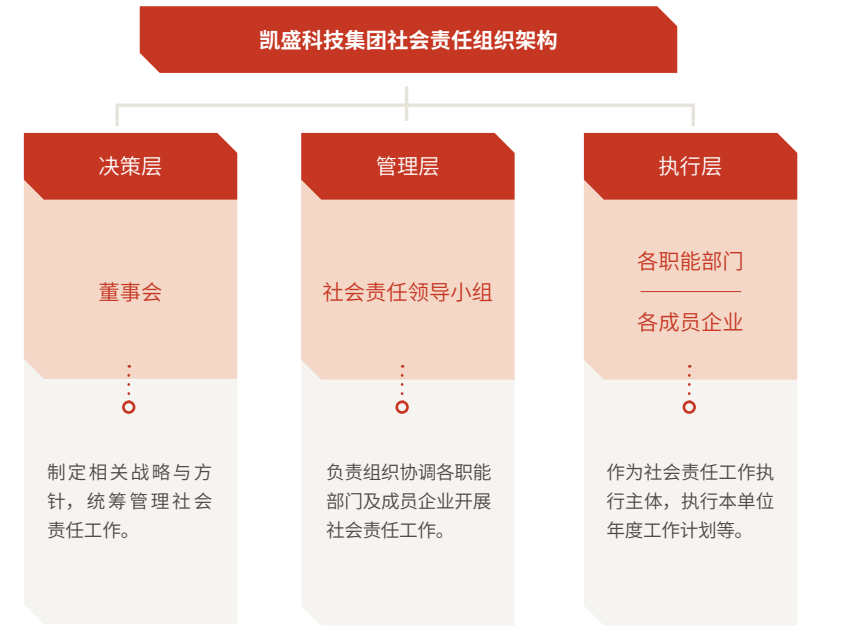 凯盛科技集团社会责任组织架构
决策层
董事会
制定相关战略与方
针，统筹管理社会
责任工作。
管理层
社会责任领导小组
负责组织协调各职能
部门及成员企业开展
社会责任工作。
执行层
各职能部门
各成员企业
作为社会责任工作执
行主体，执行本单位
年度工作计划等。